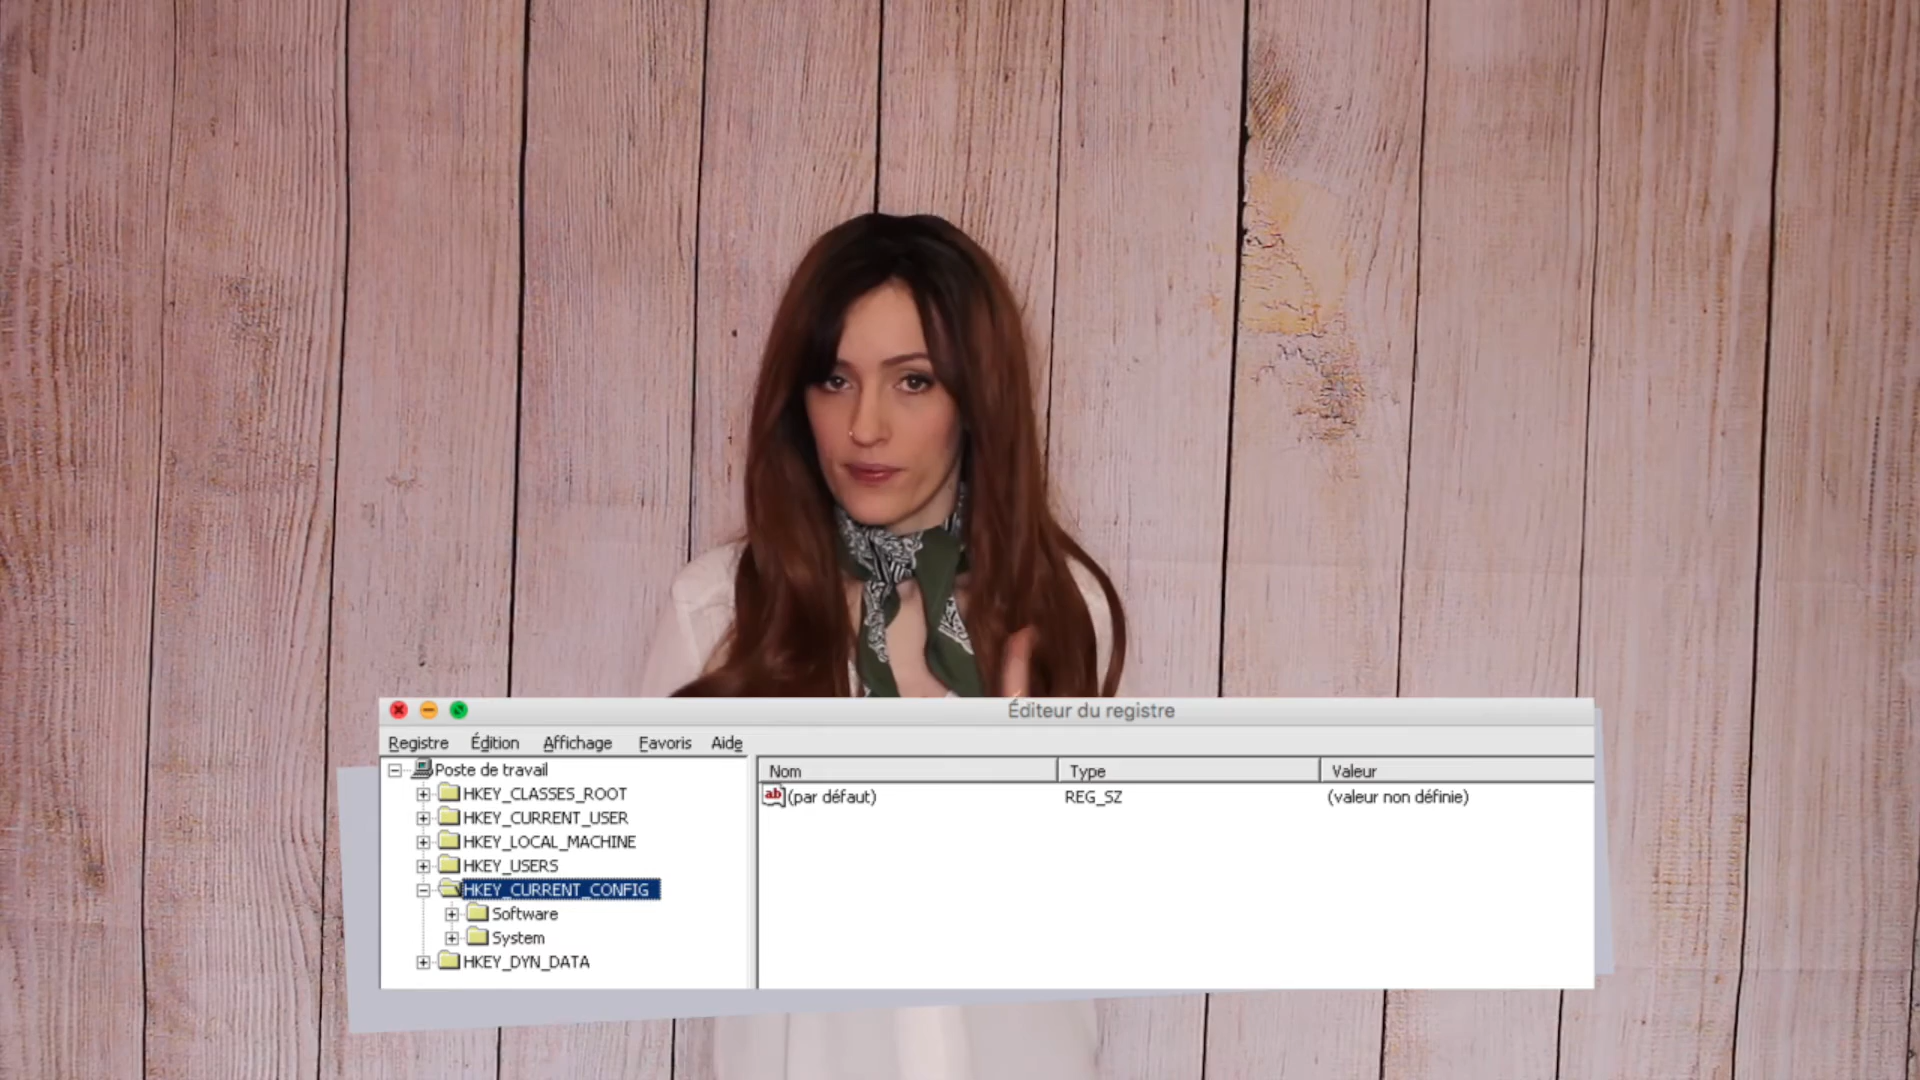 Éditeur du registre
Registre Édition Affichage Favoris Aide
Poste de travail
HKEY_CLASSES_ROOT
HKEY_CURRENT_USER
HKEY_LOCAL_MACHINE
HKEY_USERS
HKEY_CURRENT_CONFIG
Software
System
HKEY_DYN_DATA
Nom Type Valeur
ab (par défaut) REG_SZ (valeur non définie)